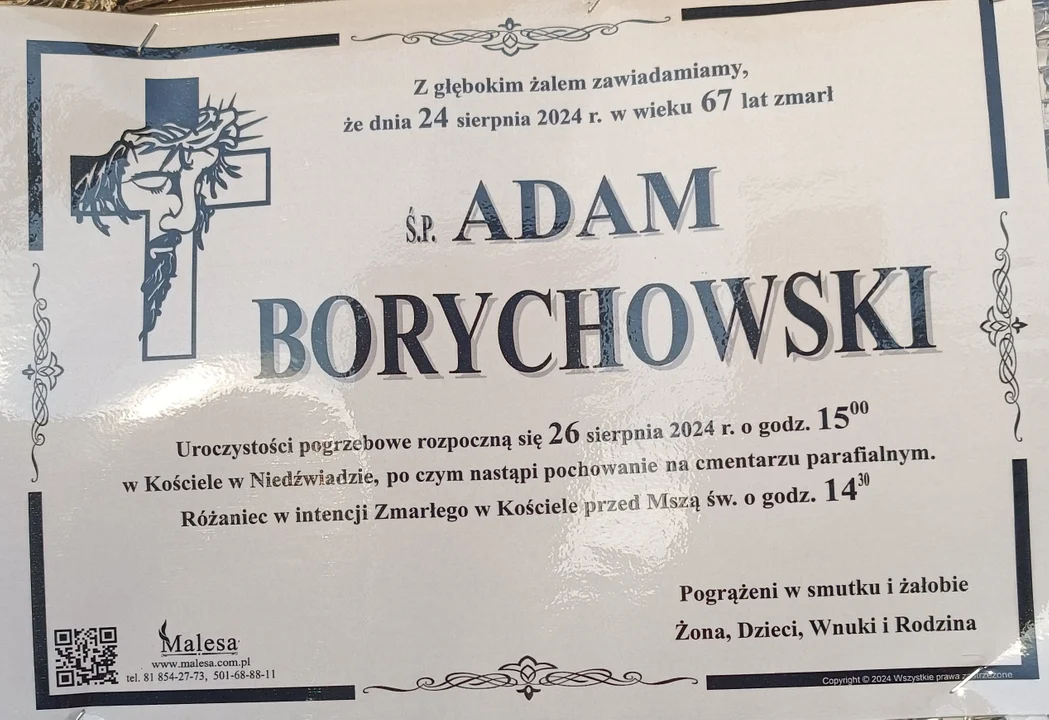 Z głębokim żalem zawiadamiamy,
że dnia 24 sierpnia 2024 r. w wieku 67 lat zmarł
Ś.P. ADAM
BORYCHOWSKI
Uroczystości pogrzebowe rozpoczną się 26 sierpnia 2024 r. o godz. 15⁰⁰
w Kościele w Niedźwiadzie, po czym nastąpi pochowanie na cmentarzu parafialnym.
Różaniec w intencji Zmarłego w Kościele przed Mszą św. o godz. 14³⁰
Pogrążeni w smutku i żałobie
Żona, Dzieci, Wnuki i Rodzina
Malesa
www.malesa.com.pl
tel. 81 854-27-73, 501-68-88-11
Copyright © 2024 Wszystkie prawa zastrzeżone